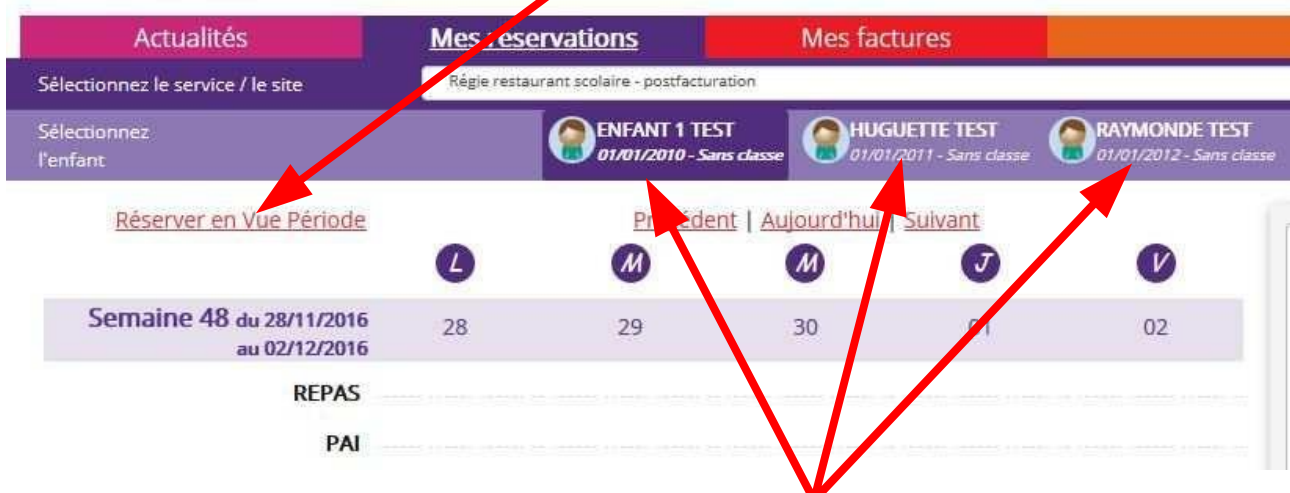 Actualités Mes réservations Mes factures
Sélectionnez le service / le site Régie restaurant scolaire - postfacturation
Sélectionnez
l'enfant
ENFANT 1 TEST
01/01/2010 - Sans classe
HUGUETTE TEST
01/01/2011 - Sans classe
RAYMONDE TEST
01/01/2012 - Sans classe
Réserver en Vue Période Précédent | Aujourd'hui | Suivant
L M M J V
Semaine 48 du 28/11/2016 28 29 30 01 02
au 02/12/2016
REPAS
PAI